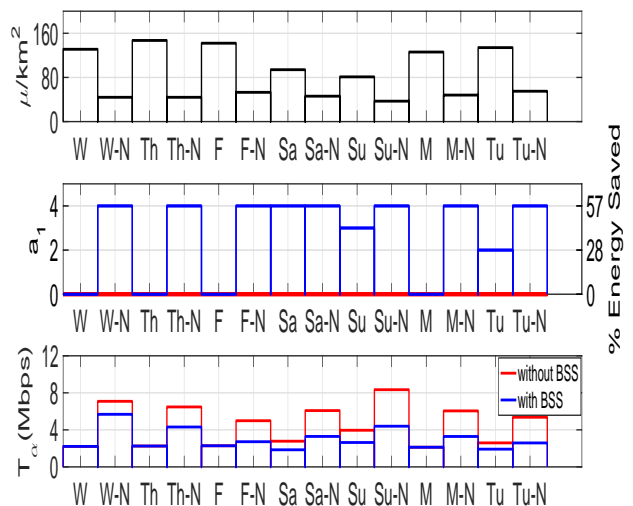 160
80
0
μ/km²
W W-N Th Th-N F F-N Sa Sa-N Su Su-N M M-N Tu Tu-N
4
2
0
a₁
57
28
0
% Energy Saved
W W-N Th Th-N F F-N Sa Sa-N Su Su-N M M-N Tu Tu-N
12
8
4
0
T_α (Mbps)
without BSS
with BSS
W W-N Th Th-N F F-N Sa Sa-N Su Su-N M M-N Tu Tu-N